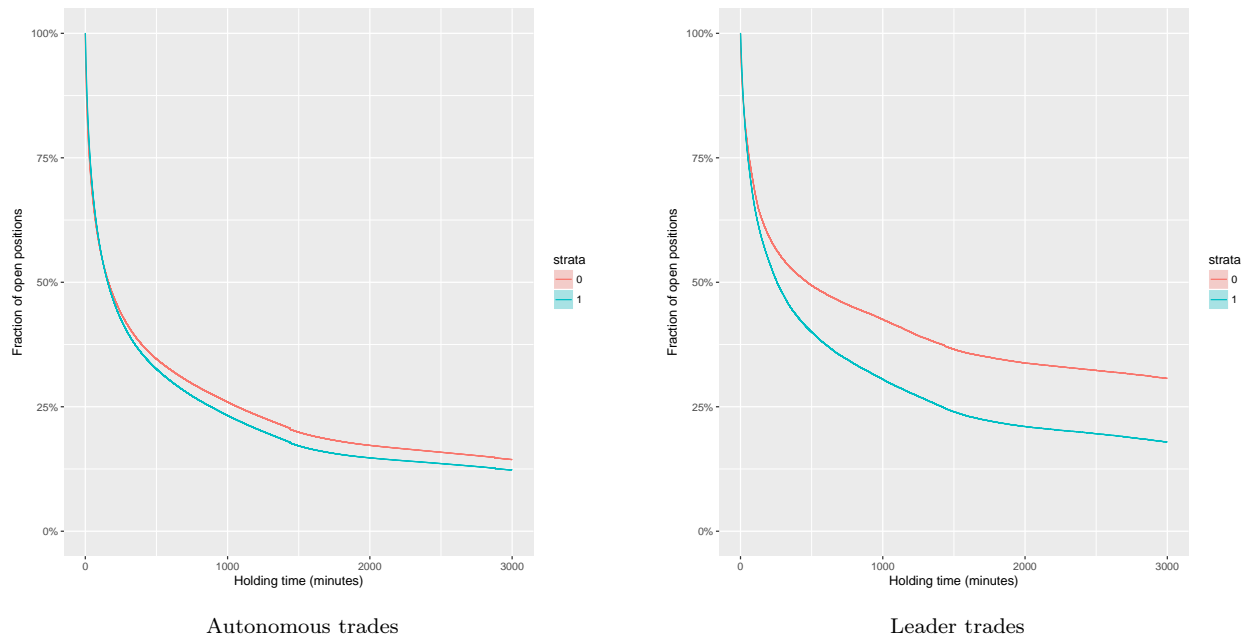 100%
75%
50%
25%
0%
Fraction of open positions
0 1000 2000 3000
Holding time (minutes)
strata
0
1
Autonomous trades
100%
75%
50%
25%
0%
Fraction of open positions
0 1000 2000 3000
Holding time (minutes)
strata
0
1
Leader trades